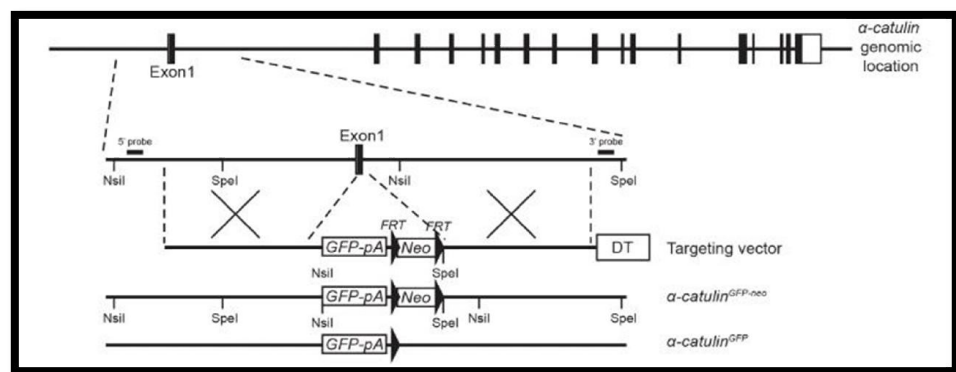 α-catulin
genomic
location
Exon1
Exon1
5' probe
3' probe
NsiI SpeI NsiI SpeI
FRT FRT
GFP-pA Neo DT Targeting vector
NsiI SpeI
GFP-pA Neo α-catulinGFP-neo
NsiI SpeI NsiI SpeI NsiI SpeI
GFP-pA α-catulinGFP